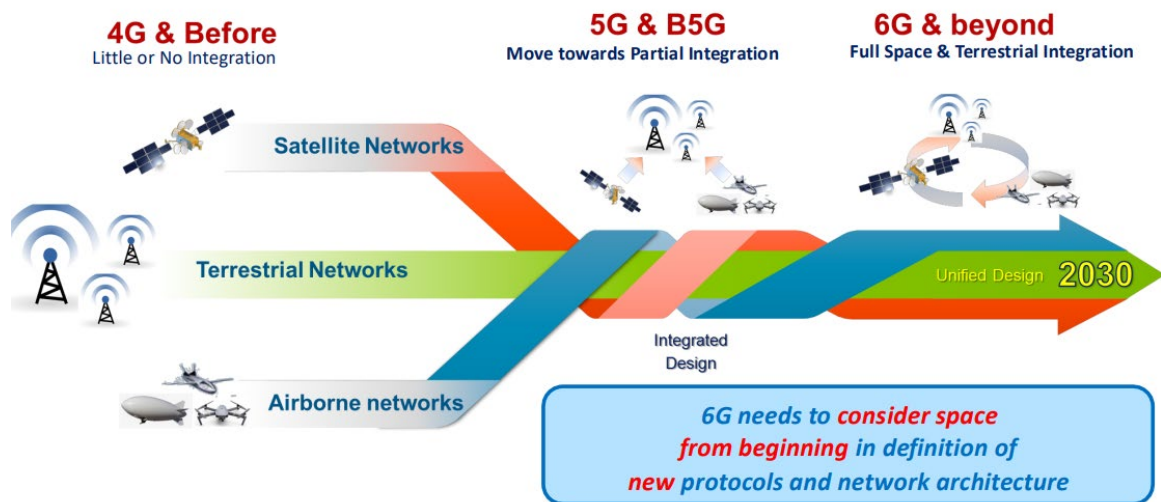 4G & Before
Little or No Integration
5G & B5G
Move towards Partial Integration
6G & beyond
Full Space & Terrestrial Integration
Satellite Networks
Terrestrial Networks
Airborne networks
Integrated
Design
Unified Design 2030
6G needs to consider space
from beginning in definition of
new protocols and network architecture